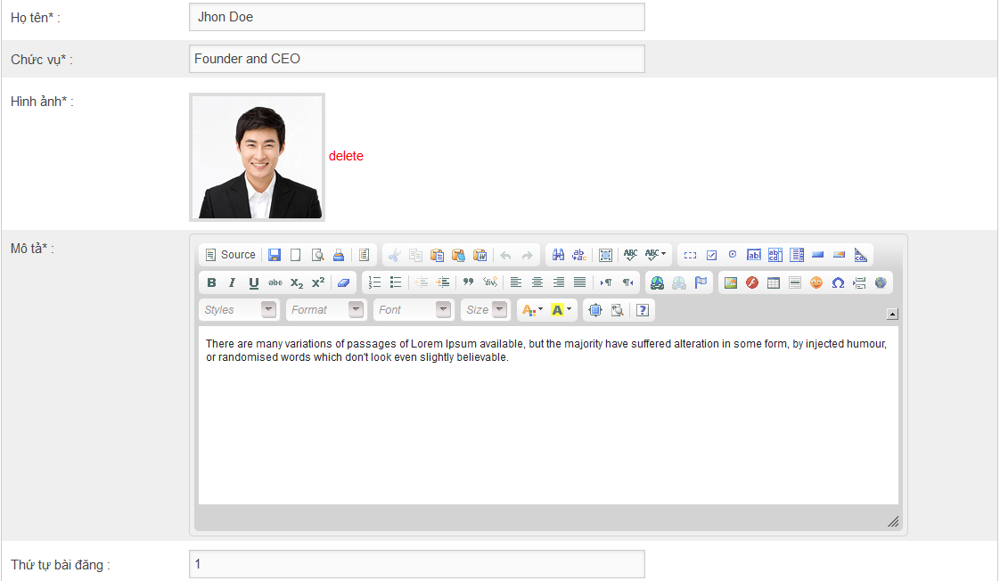 Họ tên* :
Jhon Doe
Chức vụ* :
Founder and CEO
Hình ảnh* :
delete
Mô tả* :
Source
B I U abc X₂ X²
Styles Format Font Size A A ?
There are many variations of passages of Lorem Ipsum available, but the majority have suffered alteration in some form, by injected humour,
or randomised words which don't look even slightly believable.
Thứ tự bài đăng :
1